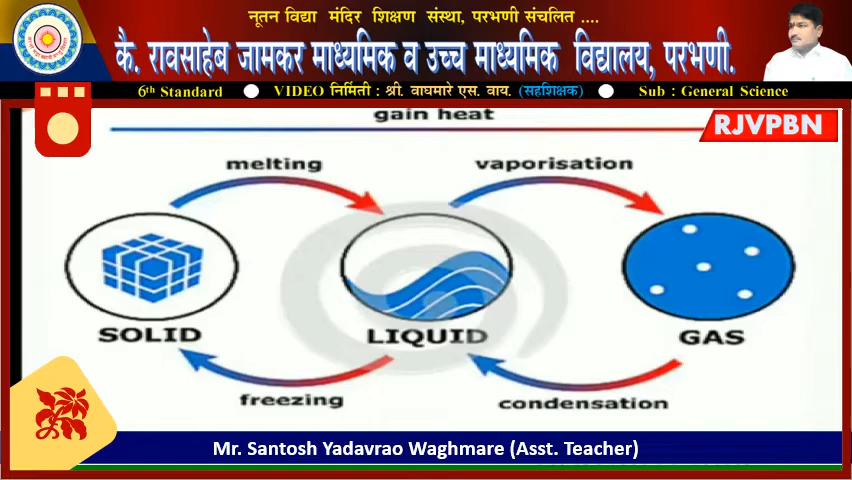 नूतन विद्या मंदिर शिक्षण संस्था, परभणी संचलित ....
कै. रावसाहेब जामकर माध्यमिक व उच्च माध्यमिक विद्यालय, परभणी.
6th Standard VIDEO निर्मिती : श्री. वाघमारे एस. वाय. (सहशिक्षक) Sub : General Science
gain heat
RJVPBN
melting vaporisation
SOLID LIQUID GAS
freezing condensation
Mr. Santosh Yadavrao Waghmare (Asst. Teacher)